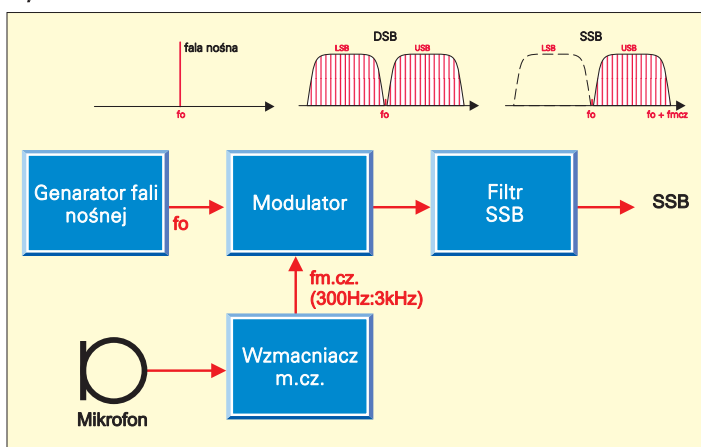 fala nośna
fo
DSB
LSB
USB
fo
SSB
LSB
USB
fo
fo + fmcz
Genarator fali
nośnej
fo
Modulator
Filtr
SSB
SSB
fm.cz.
(300Hz:3kHz)
Wzmacniacz
m.cz.
Mikrofon